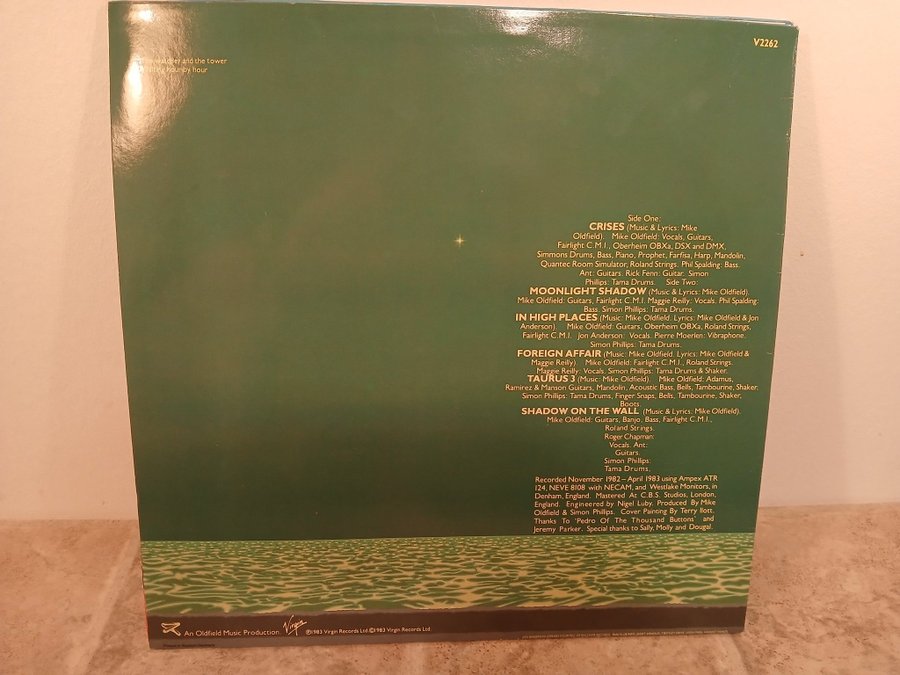 V2262
and the tower
hour by hour
Side One:
CRISES (Music & Lyrics: Mike
Oldfield). Mike Oldfield: Vocals, Guitars,
Fairlight C.M.I., Oberheim OBXa, DSX and DMX,
Simmons Drums, Bass, Piano, Prophet, Farfisa, Harp, Mandolin,
Quantec Room Simulator, Roland Strings. Phil Spalding: Bass.
Ant: Guitars. Rick Fenn: Guitar. Simon
Phillips: Tama Drums. Side Two:
MOONLIGHT SHADOW (Music & Lyrics: Mike Oldfield).
Mike Oldfield: Guitars, Fairlight C.M.I. Maggie Reilly: Vocals, Phil Spalding:
Bass. Simon Phillips: Tama Drums.
IN HIGH PLACES (Music: Mike Oldfield. Lyrics: Mike Oldfield & Jon
Anderson). Mike Oldfield: Guitars, Oberheim OBXa, Roland Strings,
Fairlight C.M.I. Jon Anderson: Vocals. Pierre Moerlen: Vibraphone.
Simon Phillips: Tama Drums.
FOREIGN AFFAIR (Music: Mike Oldfield. Lyrics: Mike Oldfield &
Maggie Reilly). Mike Oldfield: Fairlight C.M.I., Roland Strings.
Maggie Reilly: Vocals. Simon Phillips: Tama Drums & Shaker.
TAURUS 3 (Music: Mike Oldfield). Mike Oldfield: Adamus,
Ramirez & Manson Guitars, Mandolin, Acoustic Bass, Bells, Tambourine, Shaker.
Simon Phillips: Tama Drums, Finger Snaps, Bells, Tambourine, Shaker,
Boots.
SHADOW ON THE WALL (Music & Lyrics: Mike Oldfield).
Mike Oldfield: Guitars, Banjo, Bass, Fairlight C.M.I.,
Roland Strings.
Roger Chapman:
Vocals. Ant:
Guitars.
Simon Phillips:
Tama Drums.
Recorded November 1982 – April 1983 using Ampex ATR
124, NEVE 8108 with NECAM, and Westlake Monitors, in
Denham, England. Mastered At C.B.S. Studios, London,
England. Engineered by Nigel Luby. Produced By Mike
Oldfield & Simon Phillips. Cover Painting By Terry Ilott.
Thanks To 'Pedro Of The Thousand Buttons' and
Jeremy Parker. Special thanks to Sally, Molly and Dougal.
An Oldfield Music Production. Virgin ℗1983 Virgin Records Ltd ©1983 Virgin Records Ltd